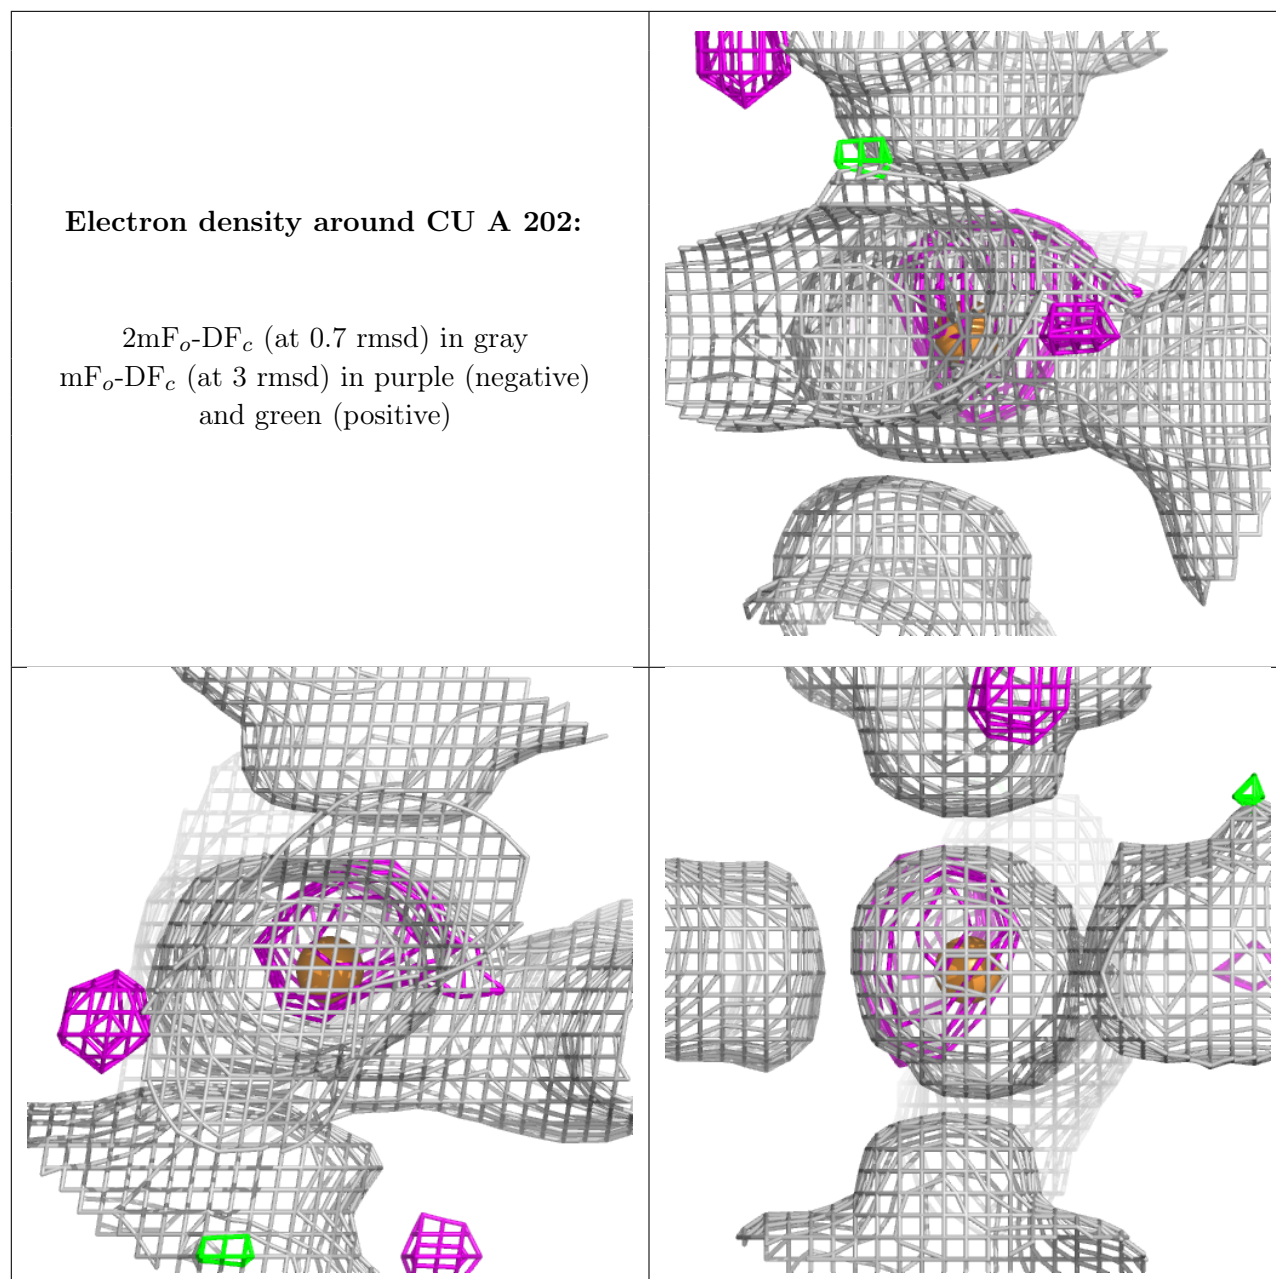 Electron density around CU A 202:
2mFo-DFc (at 0.7 rmsd) in gray
mFo-DFc (at 3 rmsd) in purple (negative)
and green (positive)